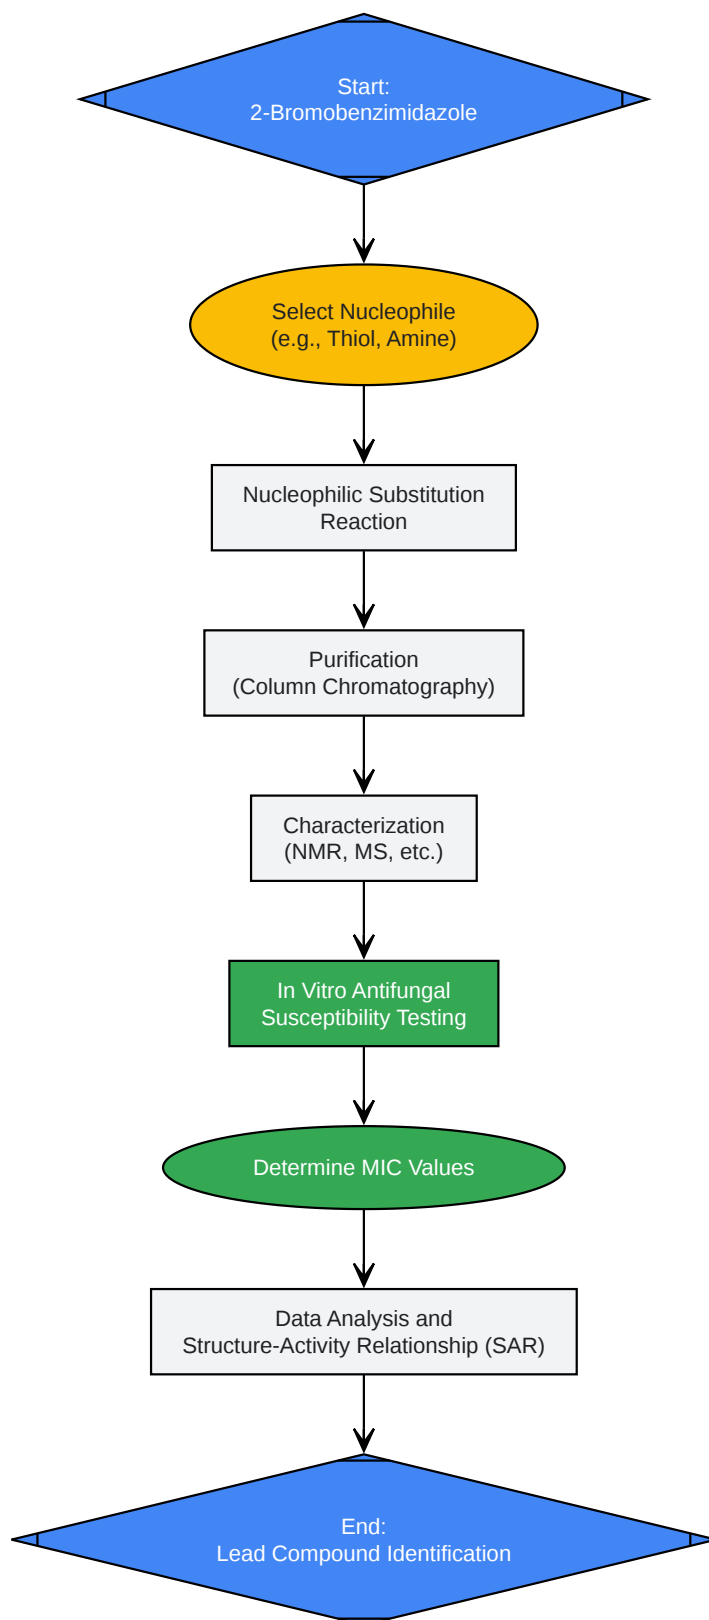 Start:
2-Bromobenzimidazole
Select Nucleophile
(e.g., Thiol, Amine)
Nucleophilic Substitution
Reaction
Purification
(Column Chromatography)
Characterization
(NMR, MS, etc.)
In Vitro Antifungal
Susceptibility Testing
Determine MIC Values
Data Analysis and
Structure-Activity Relationship (SAR)
End:
Lead Compound Identification